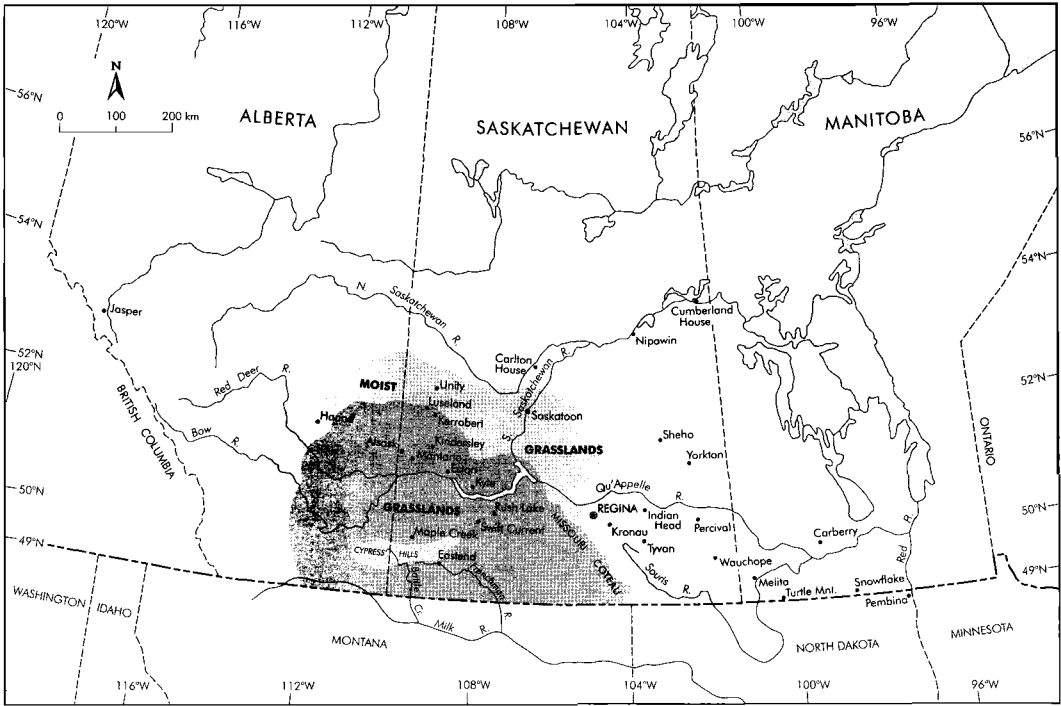 120°W
116°W
112°W
108°W
100°W
96°W
N
0 100 200 km
56°N
ALBERTA
SASKATCHEWAN
MANITOBA
56°N
54°N
54°N
Jasper
N. Saskatchewan R.
Cumberland
House
Nipawin
52°N
120°W
Carlton
House
52°N
MOIST
Unity
Red Deer R.
Luseland
S. Saskatchewan R.
Saskatoon
BRITISH COLUMBIA
Kerrobert
Bow R.
Kindersley
GRASSLANDS
Sheho
ONTARIO
Yorkton
Eston
Kyle
50°N
Qu'Appelle R.
50°N
GRASSLANDS
Rush Lake
REGINA
Indian
Head
Percival
Swift Current
MISSOURI COTEAU
Kronau
Carberry
Maple Creek
Tyvan
49°N
CYPRESS HILLS
Eastend
Wauchope
Red R.
49°N
Souris R.
Melita
Snowflake
Turtle Mnt.
Pembina
WASHINGTON
IDAHO
Cr.
Milk R.
R.
MONTANA
NORTH DAKOTA
MINNESOTA
116°W
112°W
108°W
104°W
100°W
96°W